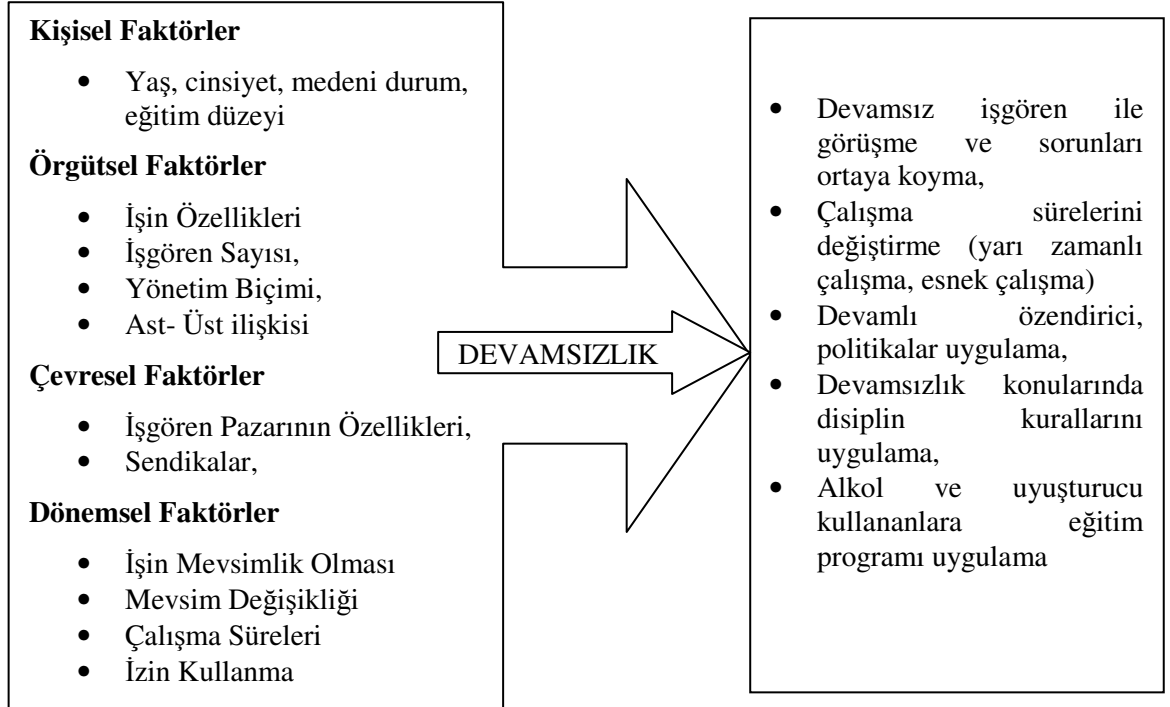 Kişisel Faktörler
• Yaş, cinsiyet, medeni durum,
eğitim düzeyi
Örgütsel Faktörler
• İşin Özellikleri
• İşgören Sayısı,
• Yönetim Biçimi,
• Ast- Üst ilişkisi
Çevresel Faktörler
• İşgören Pazarının Özellikleri,
• Sendikalar,
Dönemsel Faktörler
• İşin Mevsimlik Olması
• Mevsim Değişikliği
• Çalışma Süreleri
• İzin Kullanma
DEVAMSIZLIK
• Devamsız işgören ile
görüşme ve sorunları
ortaya koyma,
• Çalışma sürelerini
değiştirme (yarı zamanlı
çalışma, esnek çalışma)
• Devamlı özendirici,
politikalar uygulama,
• Devamsızlık konularında
disiplin kurallarını
uygulama,
• Alkol ve uyuşturucu
kullananlara eğitim
programı uygulama